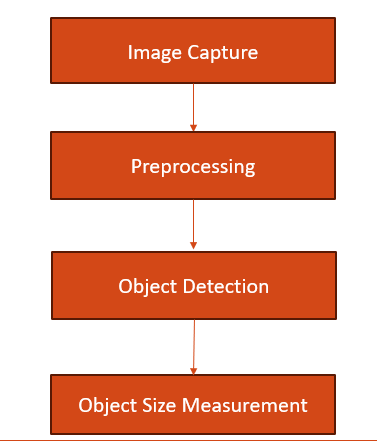 Image Capture
Preprocessing
Object Detection
Object Size Measurement